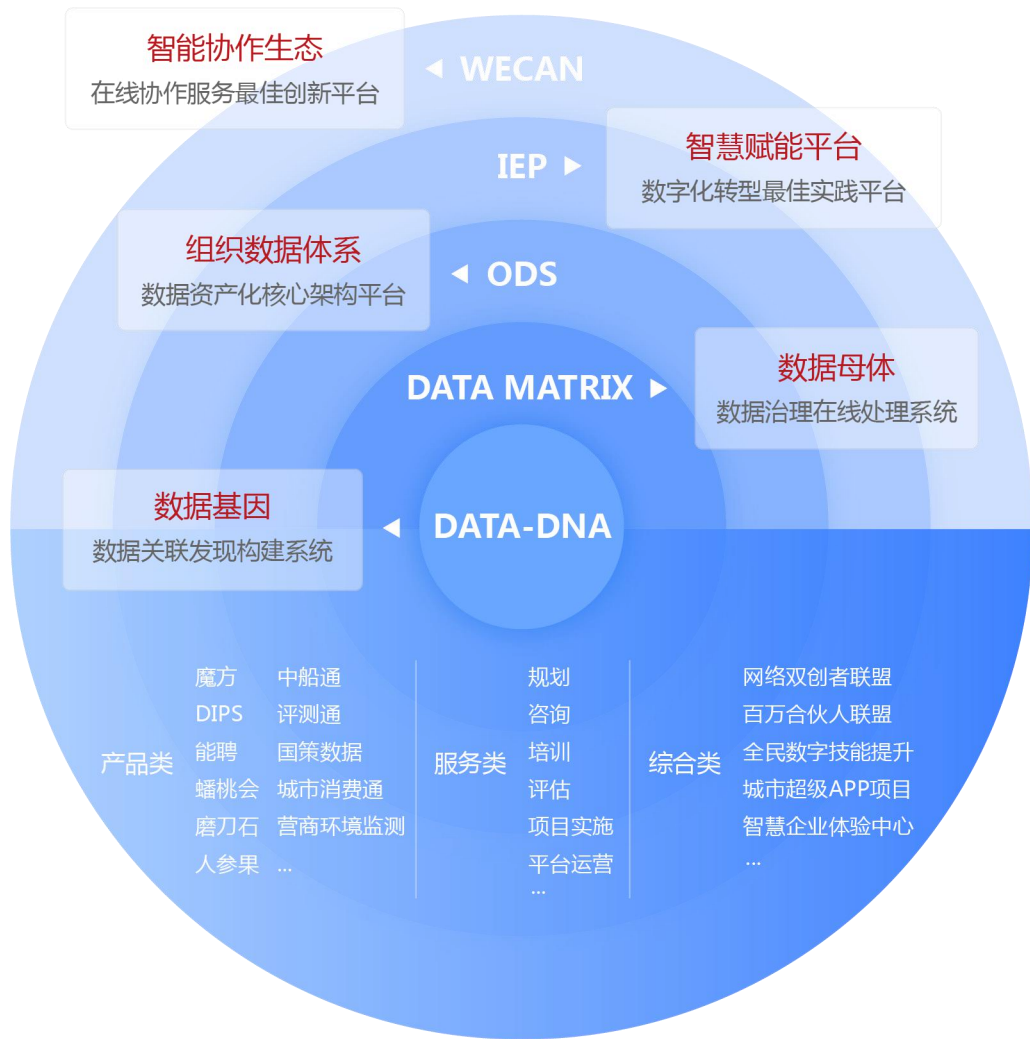 智能协作生态
在线协作服务最佳创新平台
WECAN
IEP
智慧赋能平台
数字化转型最佳实践平台
组织数据体系
数据资产化核心架构平台
ODS
DATA MATRIX
数据母体
数据治理在线处理系统
数据基因
数据关联发现构建系统
DATA-DNA
产品类
魔方 中船通
DIPS 评测通
能聘 国策数据
蟠桃会 城市消费通
磨刀石 营商环境监测
人参果 ...
服务类
规划
咨询
培训
评估
项目实施
平台运营
...
综合类
网络双创者联盟
百万合伙人联盟
全民数字技能提升
城市超级APP项目
智慧企业体验中心
...